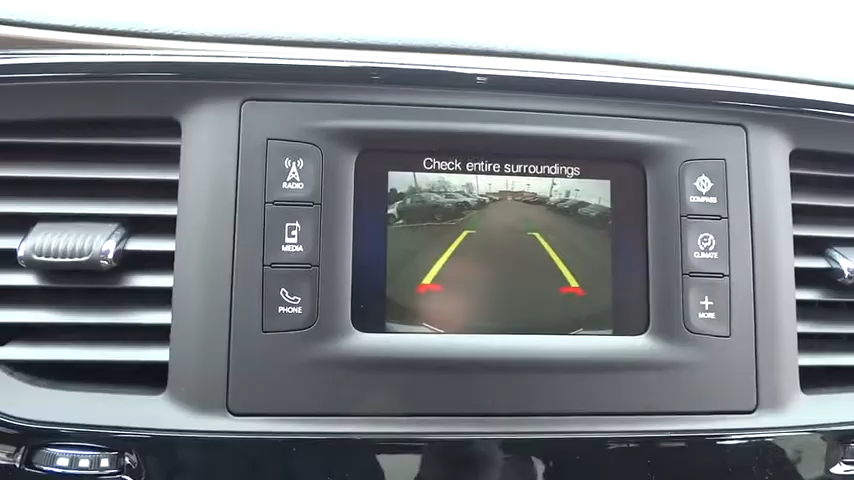 Check entire surroundings
RADIO
MEDIA
PHONE
N
COMPASS
CLIMATE
MORE